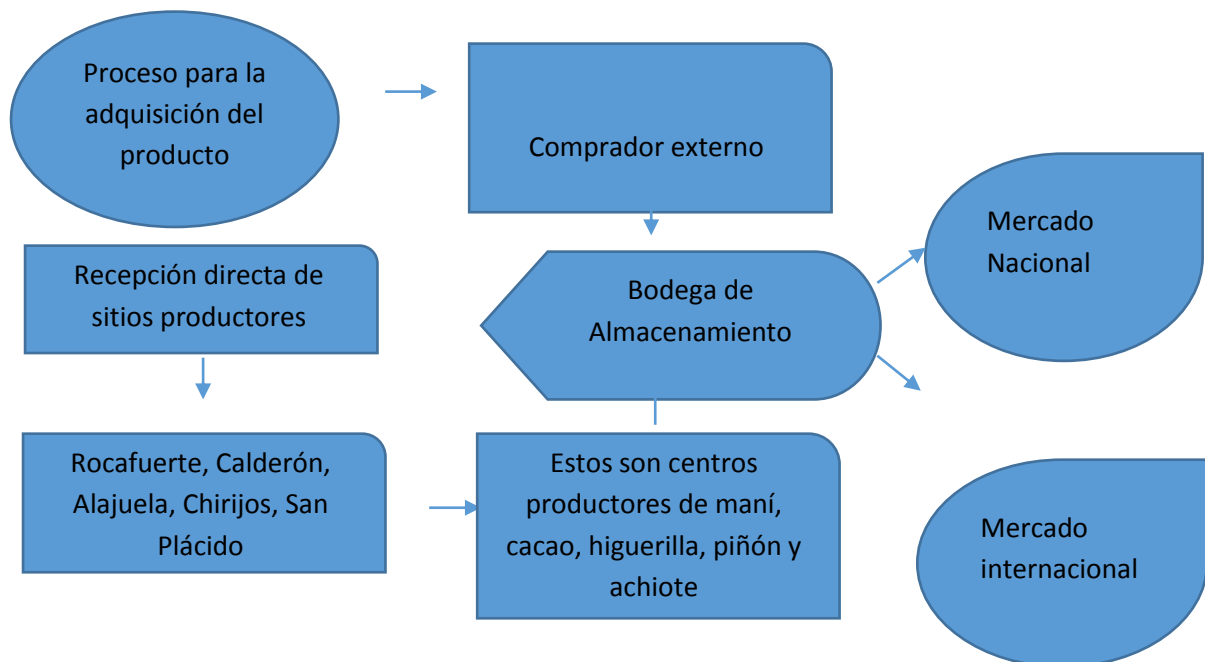 Proceso para la
adquisición del
producto
Comprador externo
Mercado
Nacional
Recepción directa de
sitios productores
Bodega de
Almacenamiento
Rocafuerte, Calderón,
Alajuela, Chirijos, San
Plácido
Estos son centros
productores de maní,
cacao, higuerilla, piñón y
achiote
Mercado
internacional